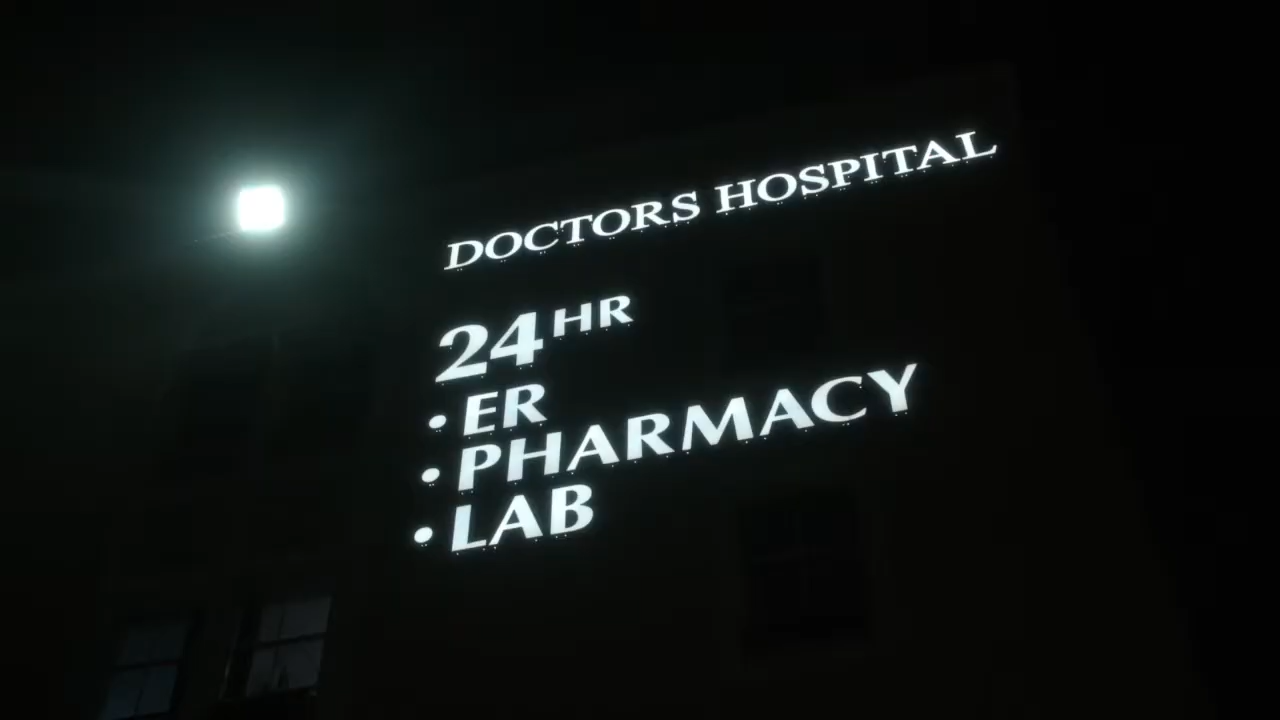 DOCTORS HOSPITAL
24HR
• ER
• PHARMACY
• LAB